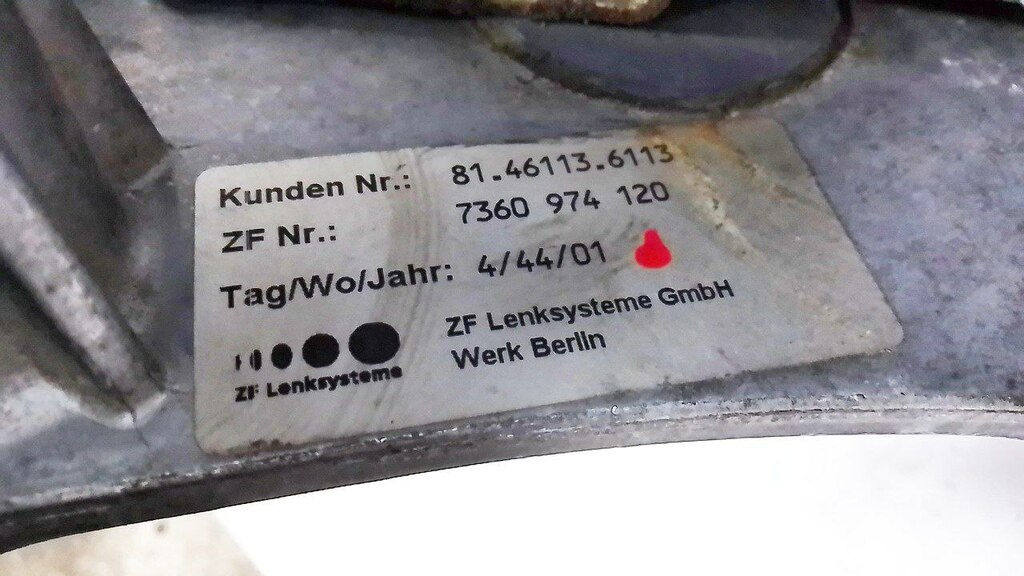 Kunden Nr.: 81.46113.6113
ZF Nr.: 7360 974 120
Tag/Wo/Jahr: 4/44/01
ZF Lenksysteme GmbH
Werk Berlin
ZF Lenksysteme